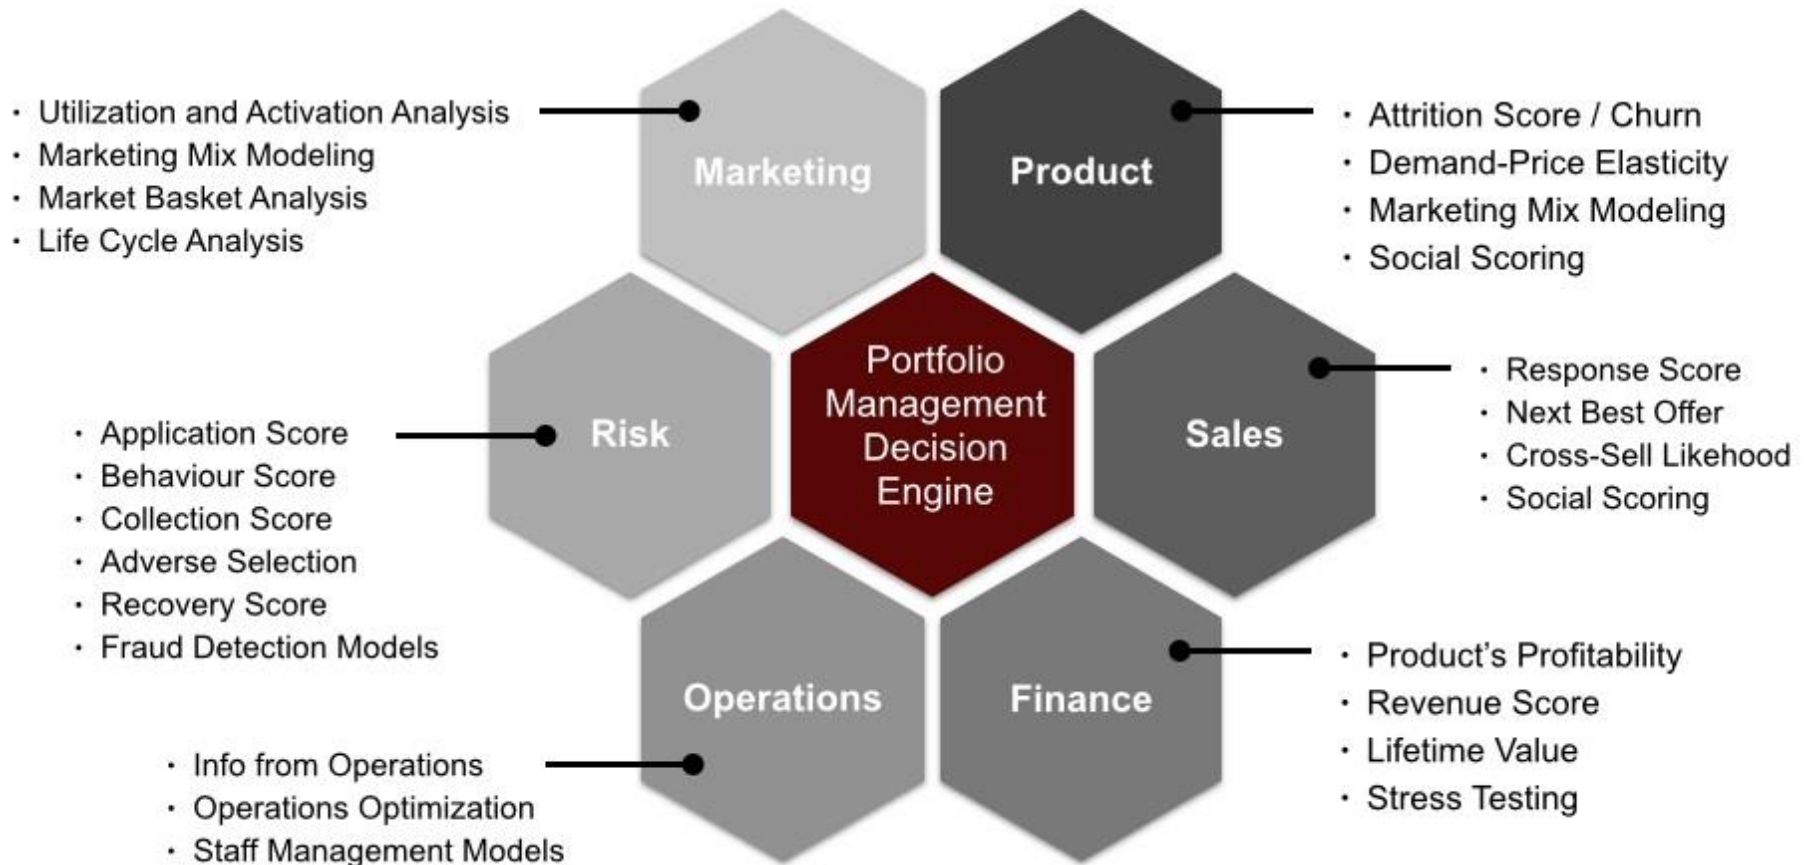 · Utilization and Activation Analysis
· Marketing Mix Modeling
· Market Basket Analysis
· Life Cycle Analysis
Marketing
Product
· Attrition Score / Churn
· Demand-Price Elasticity
· Marketing Mix Modeling
· Social Scoring
· Application Score
· Behaviour Score
· Collection Score
· Adverse Selection
· Recovery Score
· Fraud Detection Models
Risk
Portfolio
Management
Decision
Engine
Sales
· Response Score
· Next Best Offer
· Cross-Sell Likehood
· Social Scoring
· Info from Operations
· Operations Optimization
· Staff Management Models
Operations
Finance
· Product’s Profitability
· Revenue Score
· Lifetime Value
· Stress Testing